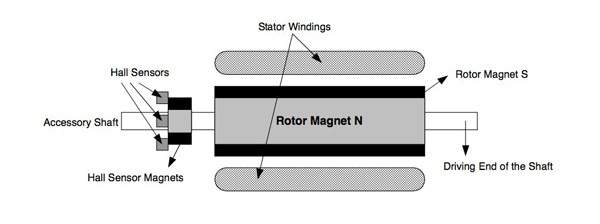 Stator Windings
Hall Sensors
Rotor Magnet S
Accessory Shaft
Rotor Magnet N
Driving End of the Shaft
Hall Sensor Magnets